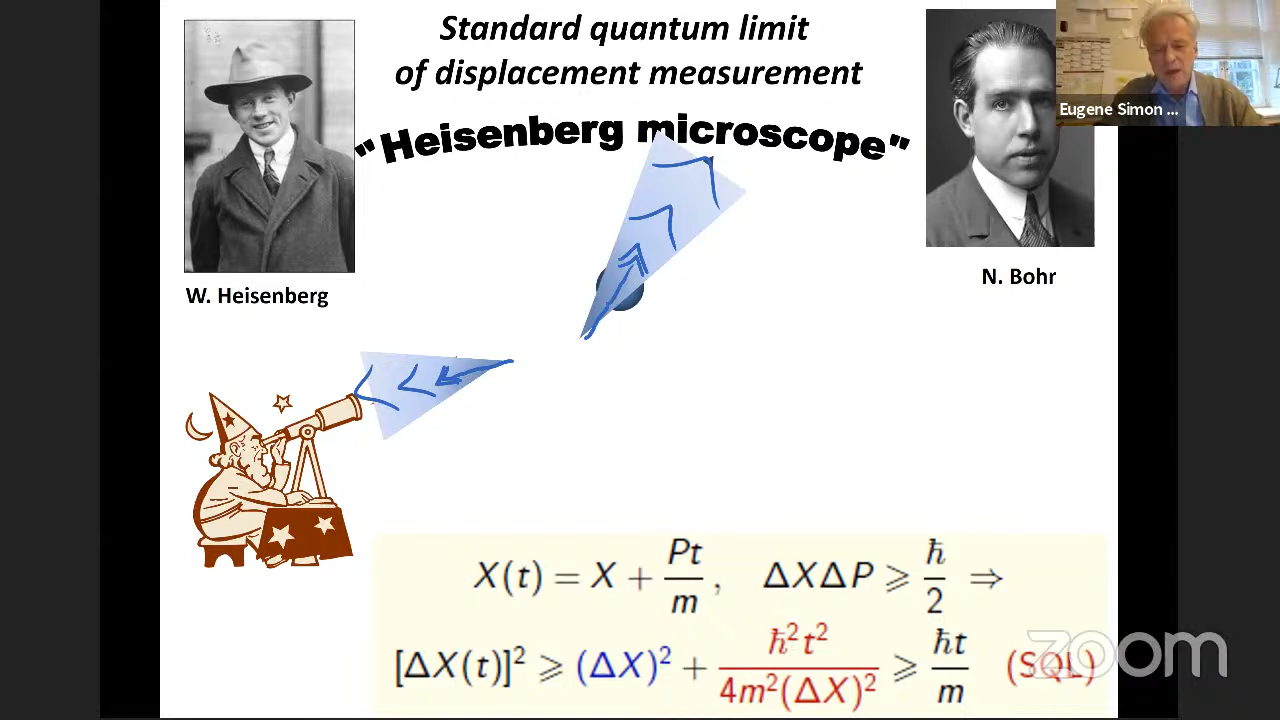 Standard quantum limit
of displacement measurement
"Heisenberg microscope"
Eugene Simon ...
W. Heisenberg
N. Bohr
X(t) = X + Pt/m , ΔXΔP ⩾ ħ/2 ⇒
[ΔX(t)]² ⩾ (ΔX)² + ħ²t²/4m²(ΔX)² ⩾ ħt/m (SQL)
zoom